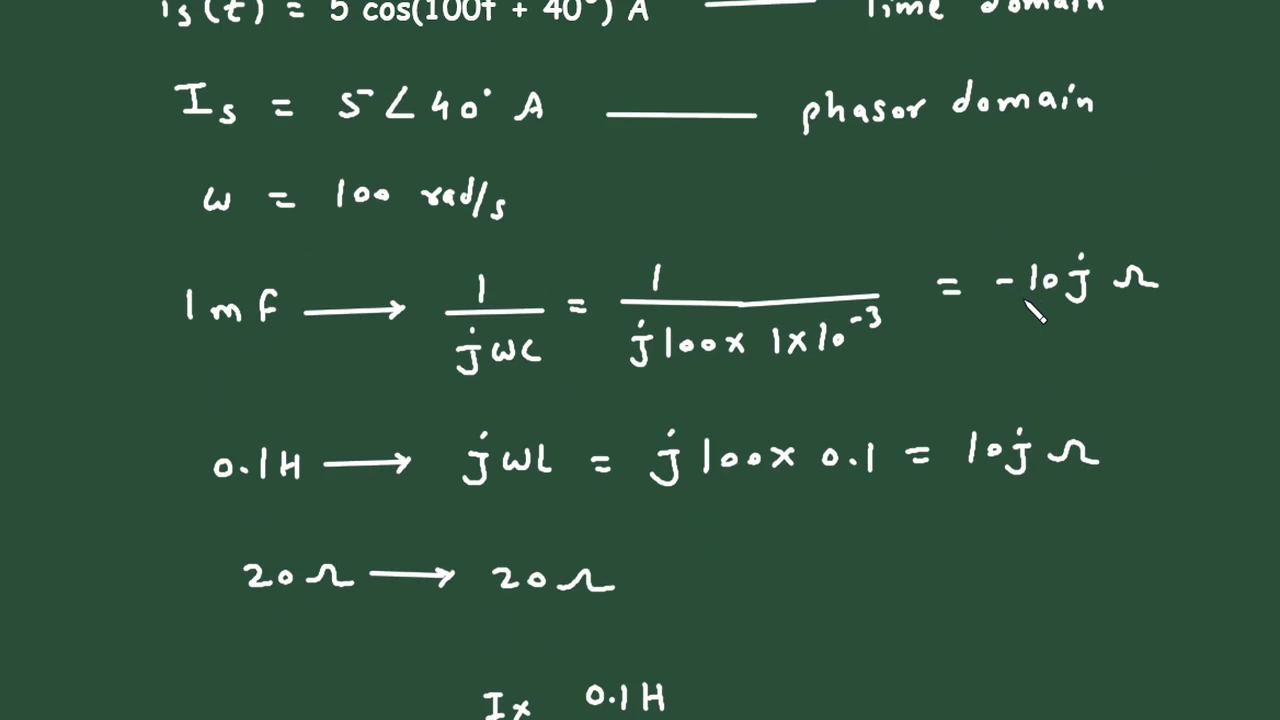 is(t) = 5 cos(100t + 40°) A —— Time domain
Is = 5∠40° A —— phasor domain
ω = 100 rad/s
1 mF ⟶ 1/jωC = 1/j100×1×10⁻³ = -10j Ω
0.1H ⟶ jωL = j100× 0.1 = 10j Ω
20Ω ⟶ 20Ω
Ix 0.1H